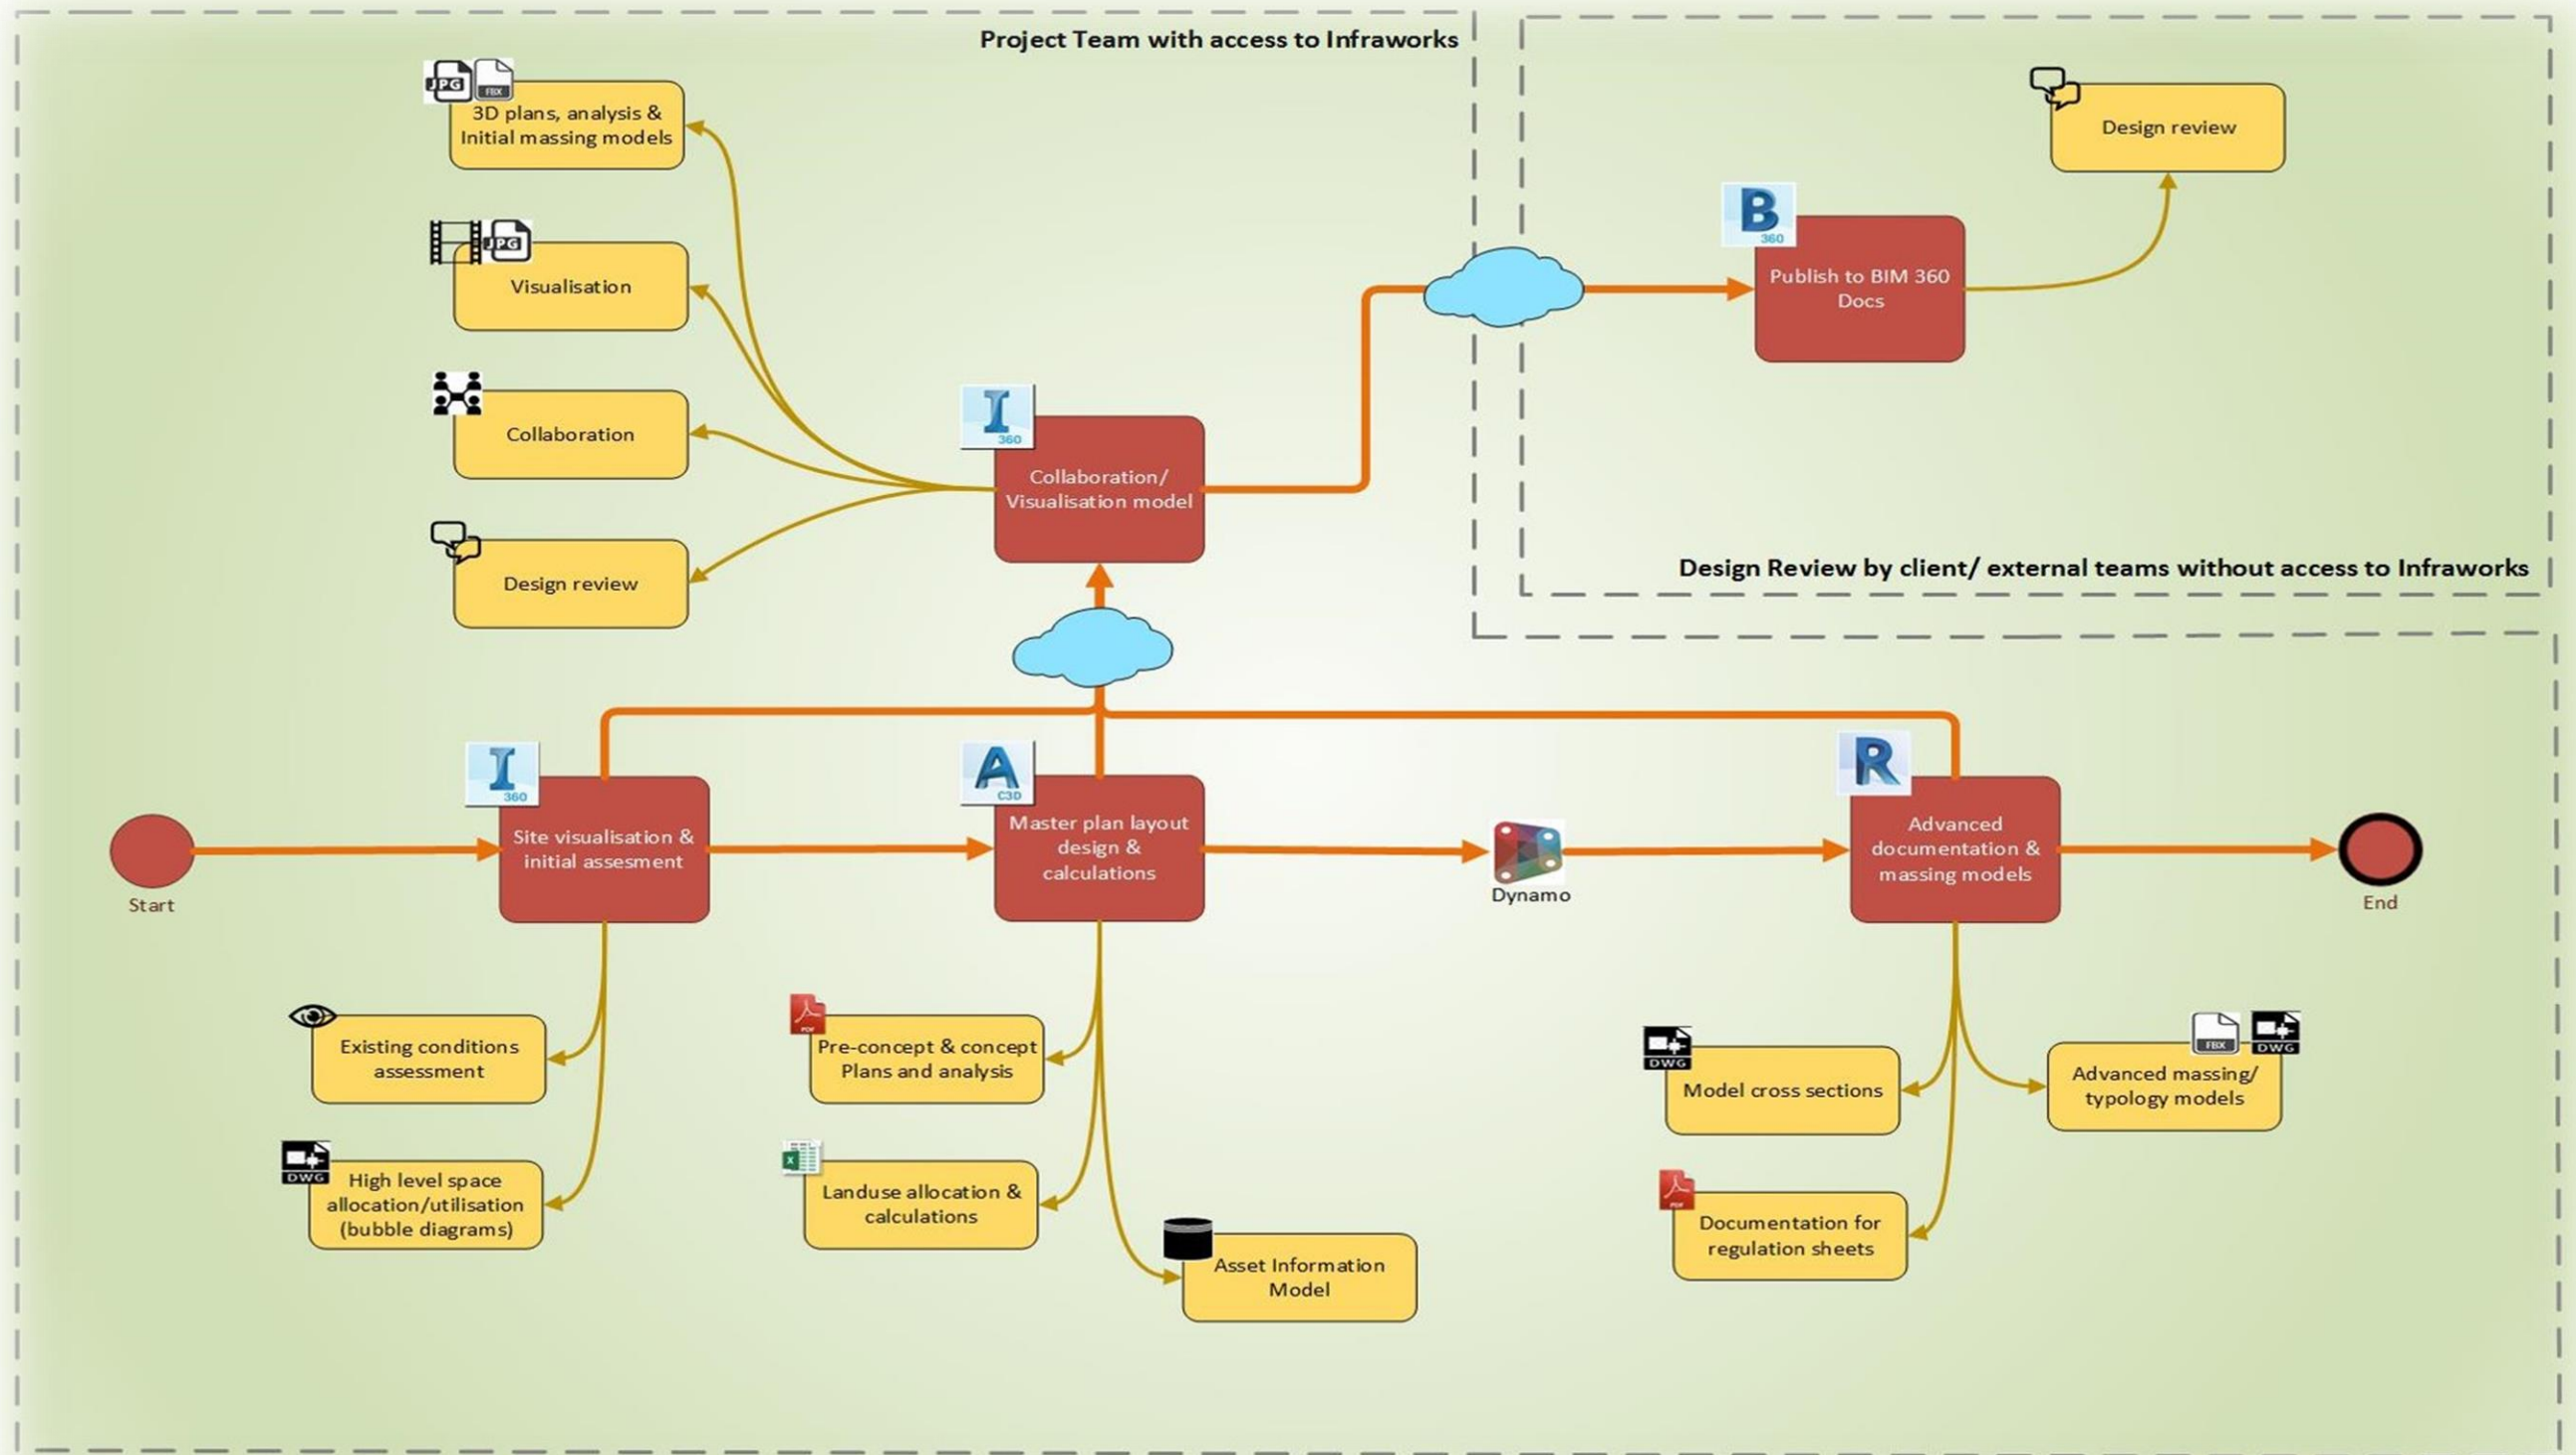 Project Team with access to Infraworks
JPG
FBX
3D plans, analysis &
Initial massing models
JPG
Visualisation
Collaboration
Design review
I
360
Collaboration/
Visualisation model
B
360
Publish to BIM 360
Docs
Design review
Design Review by client/ external teams without access to Infraworks
Start
I
360
Site visualisation &
initial assesment
A
C3D
Master plan layout
design &
calculations
Dynamo
R
Advanced
documentation &
massing models
End
Existing conditions
assessment
DWG
High level space
allocation/utilisation
(bubble diagrams)
PDF
Pre-concept & concept
Plans and analysis
X
Landuse allocation &
calculations
Asset Information
Model
DWG
Model cross sections
FBX
DWG
Advanced massing/
typology models
PDF
Documentation for
regulation sheets